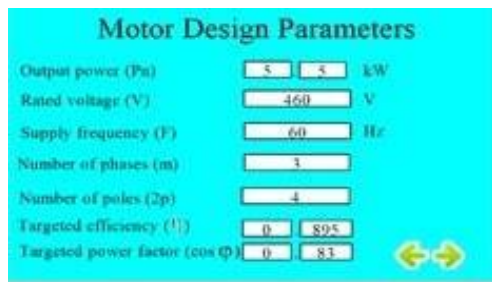 Motor Design Parameters
Output power (Pn) 5 . 5 kW
Rated voltage (V) 460 V
Supply frequency (F) 60 Hz
Number of phases (m) 3
Number of poles (2p) 4
Targeted efficiency (η) 0 . 895
Targeted power factor (cos φ) 0 . 83